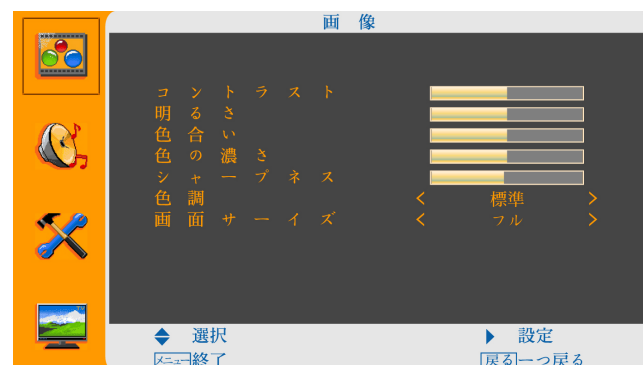 画像
コントラスト
明るさ
色合い
色の濃さ
シャープネス
色調 < 標準 >
画面サーイズ < フル >
選択 設定
メニュー終了 戻る一つ戻る